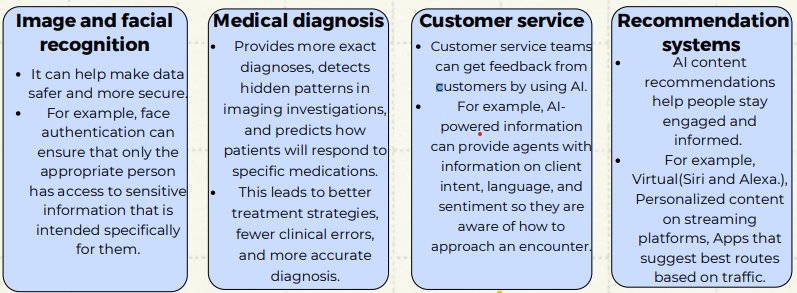 Image and facial
recognition
• It can help make data
safer and more secure.
• For example, face
authentication can
ensure that only the
appropriate person
has access to sensitive
information that is
intended specifically
for them.
Medical diagnosis
• Provides more exact
diagnoses, detects
hidden patterns in
imaging investigations,
and predicts how
patients will respond to
specific medications.
• This leads to better
treatment strategies,
fewer clinical errors,
and more accurate
diagnosis.
Customer service
• Customer service teams
can get feedback from
customers by using AI.
• For example, AI-
powered information
can provide agents with
information on client
intent, language, and
sentiment so they are
aware of how to
approach an encounter.
Recommendation
systems
• AI content
recommendations
help people stay
engaged and
informed.
• For example,
Virtual(Siri and Alexa.),
Personalized content
on streaming
platforms, Apps that
suggest best routes
based on traffic.